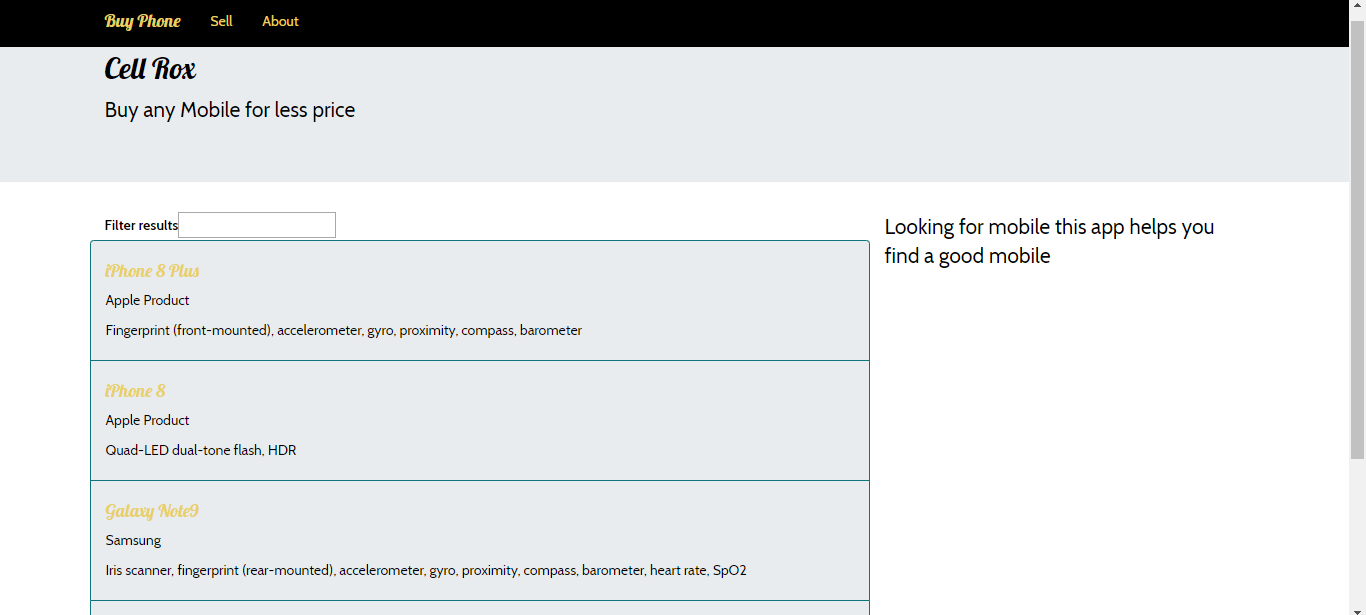 Buy Phone Sell About
Cell Rox
Buy any Mobile for less price
Filter results
iPhone 8 Plus
Apple Product
Fingerprint (front-mounted), accelerometer, gyro, proximity, compass, barometer
iPhone 8
Apple Product
Quad-LED dual-tone flash, HDR
Galaxy Note9
Samsung
Iris scanner, fingerprint (rear-mounted), accelerometer, gyro, proximity, compass, barometer, heart rate, SpO2
Looking for mobile this app helps you
find a good mobile